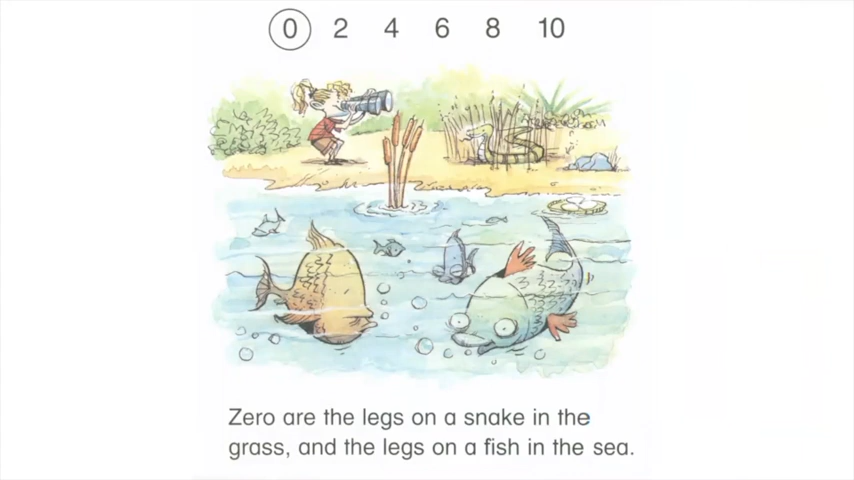 0 2 4 6 8 10
Zero are the legs on a snake in the
grass, and the legs on a fish in the sea.